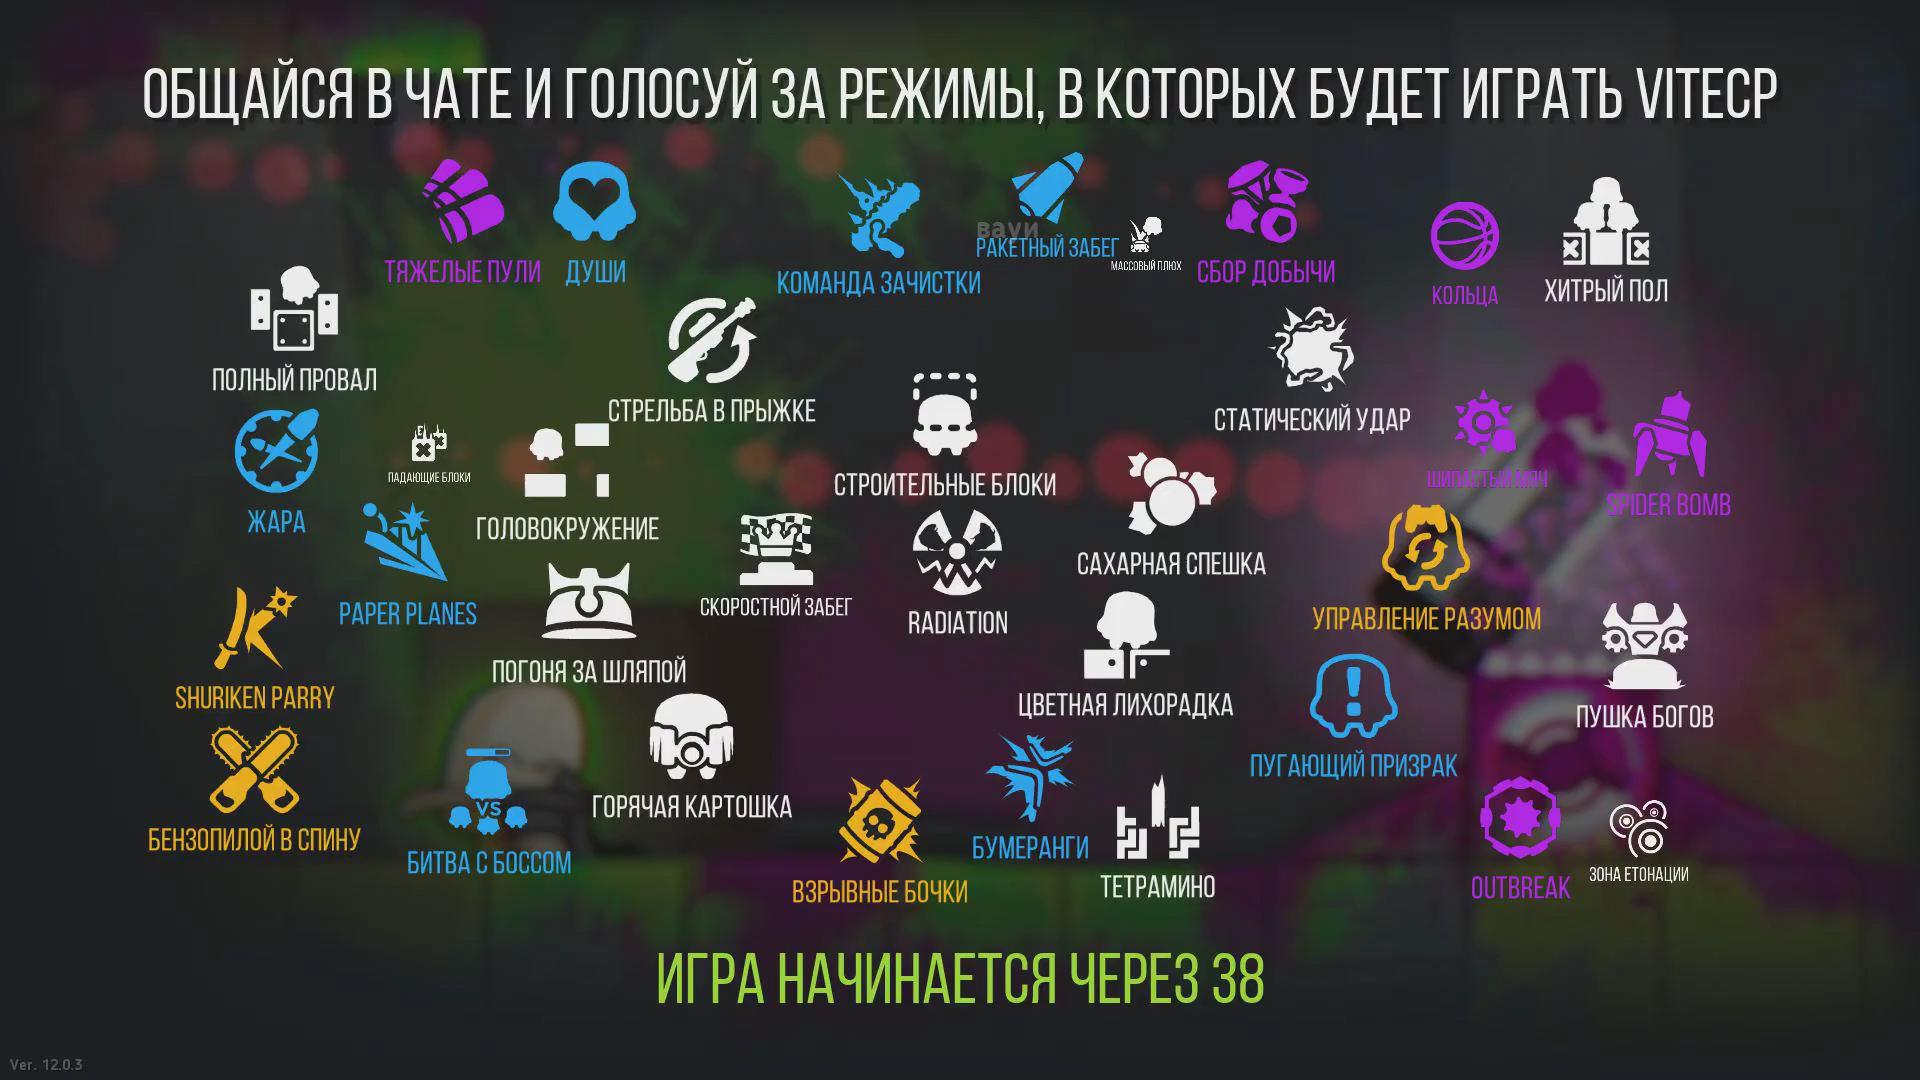 ОБЩАЙСЯ В ЧАТЕ И ГОЛОСУЙ ЗА РЕЖИМЫ, В КОТОРЫХ БУДЕТ ИГРАТЬ VITECP
ТЯЖЕЛЫЕ ПУЛИ
ДУШИ
КОМАНДА ЗАЧИСТКИ
вауи
РАКЕТНЫЙ ЗАБЕГ
МАССОВЫЙ ПЛЮХ
СБОР ДОБЫЧИ
КОЛЬЦА
ХИТРЫЙ ПОЛ
ПОЛНЫЙ ПРОВАЛ
СТРЕЛЬБА В ПРЫЖКЕ
СТАТИЧЕСКИЙ УДАР
ЖАРА
ПАДАЮЩИЕ БЛОКИ
ГОЛОВОКРУЖЕНИЕ
СТРОИТЕЛЬНЫЕ БЛОКИ
ШИПАСТЫЙ МЯЧ
SPIDER BOMB
САХАРНАЯ СПЕШКА
PAPER PLANES
СКОРОСТНОЙ ЗАБЕГ
RADIATION
УПРАВЛЕНИЕ РАЗУМОМ
SHURIKEN PARRY
ПОГОНЯ ЗА ШЛЯПОЙ
ЦВЕТНАЯ ЛИХОРАДКА
ПУШКА БОГОВ
ПУГАЮЩИЙ ПРИЗРАК
БЕНЗОПИЛОЙ В СПИНУ
VS
БИТВА С БОССОМ
ГОРЯЧАЯ КАРТОШКА
ВЗРЫВНЫЕ БОЧКИ
БУМЕРАНГИ
ТЕТРАМИНО
OUTBREAK
ЗОНА ЕТОНАЦИИ
ИГРА НАЧИНАЕТСЯ ЧЕРЕЗ 38
Ver. 12.0.3